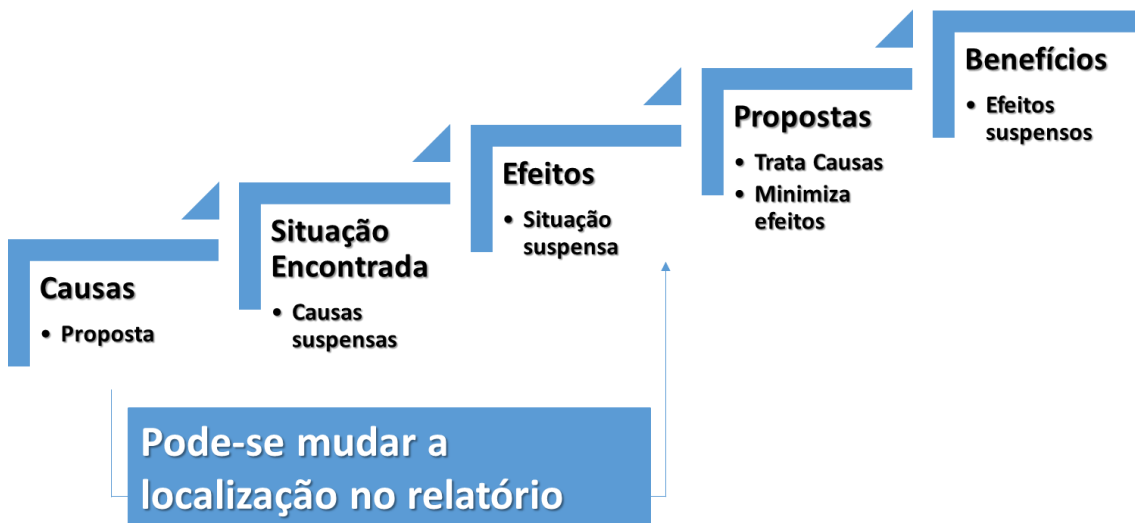 Causas
• Proposta
Situação
Encontrada
• Causas
suspensas
Efeitos
• Situação
suspensa
Propostas
• Trata Causas
• Minimiza
efeitos
Benefícios
• Efeitos
suspensos
Pode-se mudar a
localização no relatório